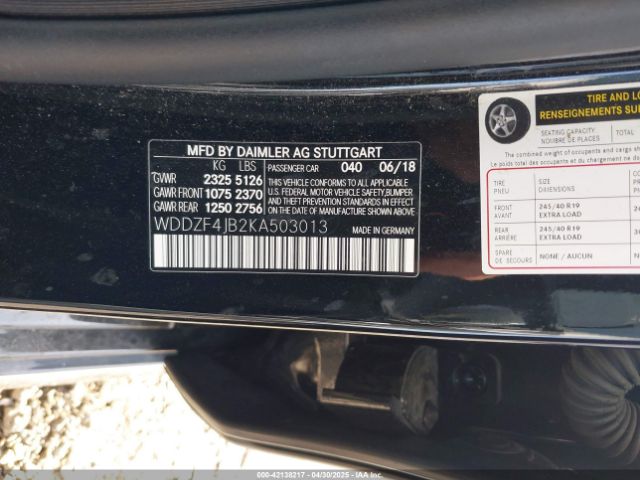 MFD BY DAIMLER AG STUTTGART
KG LBS PASSENGER CAR 040 06/18
GVWR 2325 5126
GAWR FRONT 1075 2370
GAWR REAR 1250 2756
THIS VEHICLE CONFORMS TO ALL APPLICABLE
U.S. FEDERAL MOTOR VEHICLE SAFETY,BUMPER,
AND THEFT PREVENTION STANDARDS IN EFFECT
ON THE DATE OF MANUFACTURE SHOWN ABOVE.
WDDZF4JB2KA503013 MADE IN GERMANY
TIRE AND LO
RENSEIGNEMENTS SU
SEATING CAPACITY TOTAL
NOMBRE DE PLACES
The combined weight of occupants and cargo sh
Le poids total des occupants et du chargement do
TIRE SIZE
PNEU DIMENSIONS
FRONT 245/40 R19
AVANT EXTRA LOAD
REAR 245/40 R19
ARRIÈRE EXTRA LOAD
SPARE NONE / AUCUN
DE SECOURS
000-42138217 - 04/30/2025 - IAA Inc.